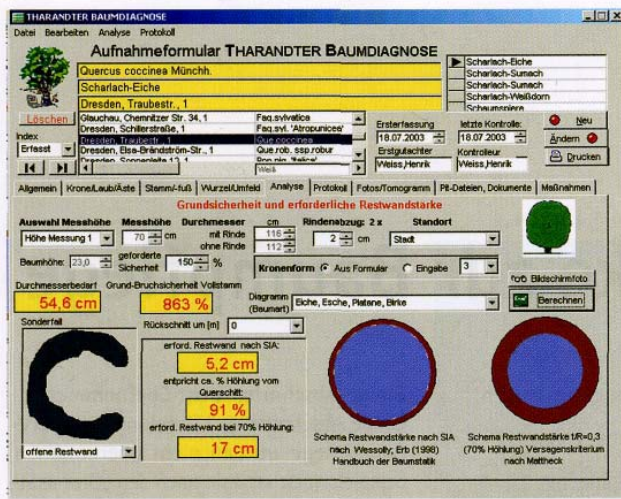 THARANDTER BAUMDIAGNOSE
Datei Bearbeiten Analyse Protokoll
Aufnahmeformular THARANDTER BAUMDIAGNOSE
Quercus coccinea Münchh.
Scharlach-Eiche
Dresden, Traubestr., 1
Scharlach-Eiche
Scharlach-Sumach
Scharlach-Sumach
Scharlach-Weißdorn
Löschen
Index
Erfasst
Glauchau, Chemnitzer Str. 34, 1 Fag.sylvatica
Dresden, Schillerstraße, 1 Fag.syl. 'Atropunicea'
Dresden, Traubestr., 1 Que.coccinea
Dresden, Else-Brändström-Str., 1 Que.rob. ssp.robur
Weiß
Ersterfassung letzte Kontrolle:
18.07.2003 18.07.2003
Erstgutachter Kontrolleur
Weiss,Henrik Weiss,Henrik
Neu
Ändern
Drucken
Allgemein Krone/Laub/Äste Stamm/-fuß Wurzel/Umfeld Analyse Protokoll Fotos/Tomogramm Pit-Dateien, Dokumente Maßnahmen
Grundsicherheit und erforderliche Restwandstärke
Auswahl Messhöhe Messhöhe Durchmesser cm Rindenabzug: 2 x Standort
Höhe Messung 1 70 cm mit Rinde 116 2 cm Stadt
ohne Rinde 112
Baumhöhe: 23,0 geforderte Sicherheit 150 %
Kronenform Aus Formular Eingabe 3
Bildschirmfoto
Berechnen
Durchmesserbedarf Grund-Bruchsicherheit Vollstamm
54,6 cm 863 %
Diagramm (Baumart) Eiche, Esche, Platane, Birke
Sonderfall
Rückschnitt um [m] 0
erford. Restwand nach SIA:
5,2 cm
entpricht ca. % Höhlung vom
Querschitt:
91 %
erford. Restwand bei 70% Höhlung:
17 cm
offene Restwand
Schema Restwandstärke nach SIA
nach Wessolly; Erb (1998)
Handbuch der Baumstatik
Schema Restwandstärke t/R=0,3
(70% Höhlung) Versagenskriterium
nach Mattheck